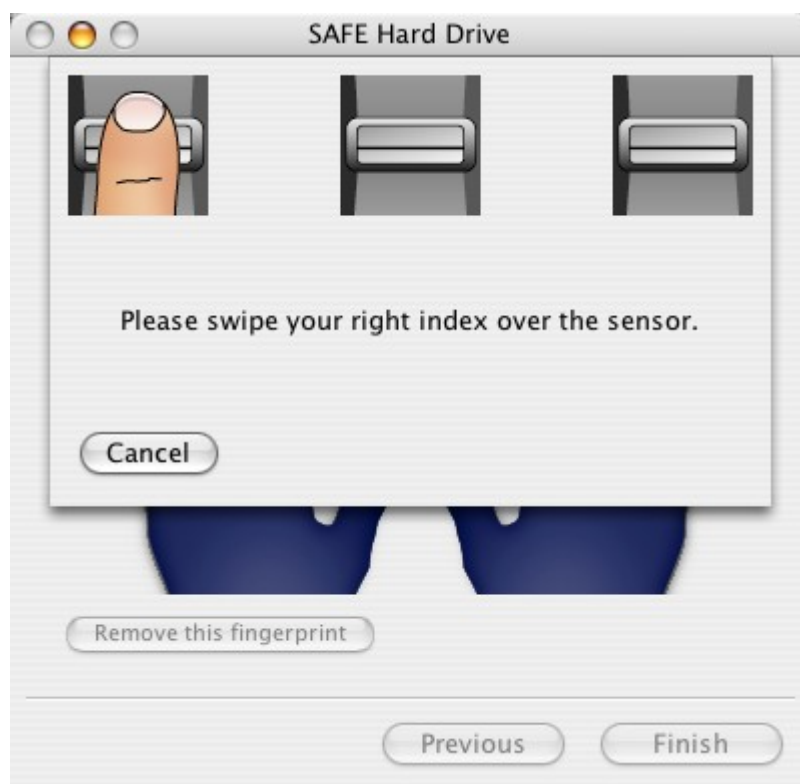 SAFE Hard Drive
Please swipe your right index over the sensor.
Cancel
Remove this fingerprint
Previous
Finish